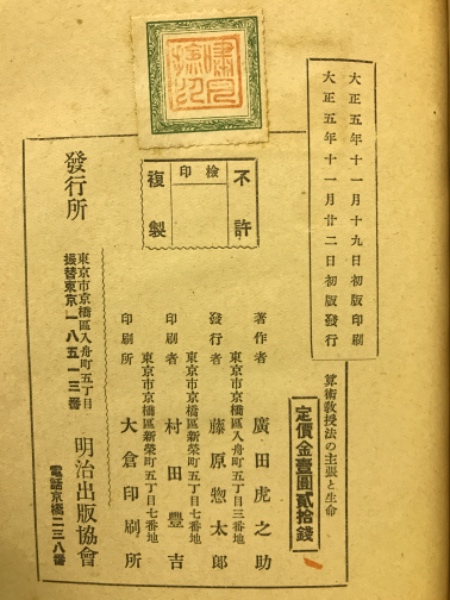 大正五年十一月十九日初版印刷
大正五年十一月廿二日初版發行
算術敎授法の主張と生命
定價金壹圓貳拾錢
不許
檢印
複製
著作者 廣田虎之助
東京市京橋區入舟町五丁目三番地
發行者 藤原惣太郎
東京市京橋區新榮町五丁目七番地
印刷者 村田豐吉
東京市京橋區新榮町五丁目七番地
印刷所 大倉印刷所
發行所
東京市京橋區入舟町五丁目
振替東京一八五一三番
明治出版協會
電話京橋二三八番